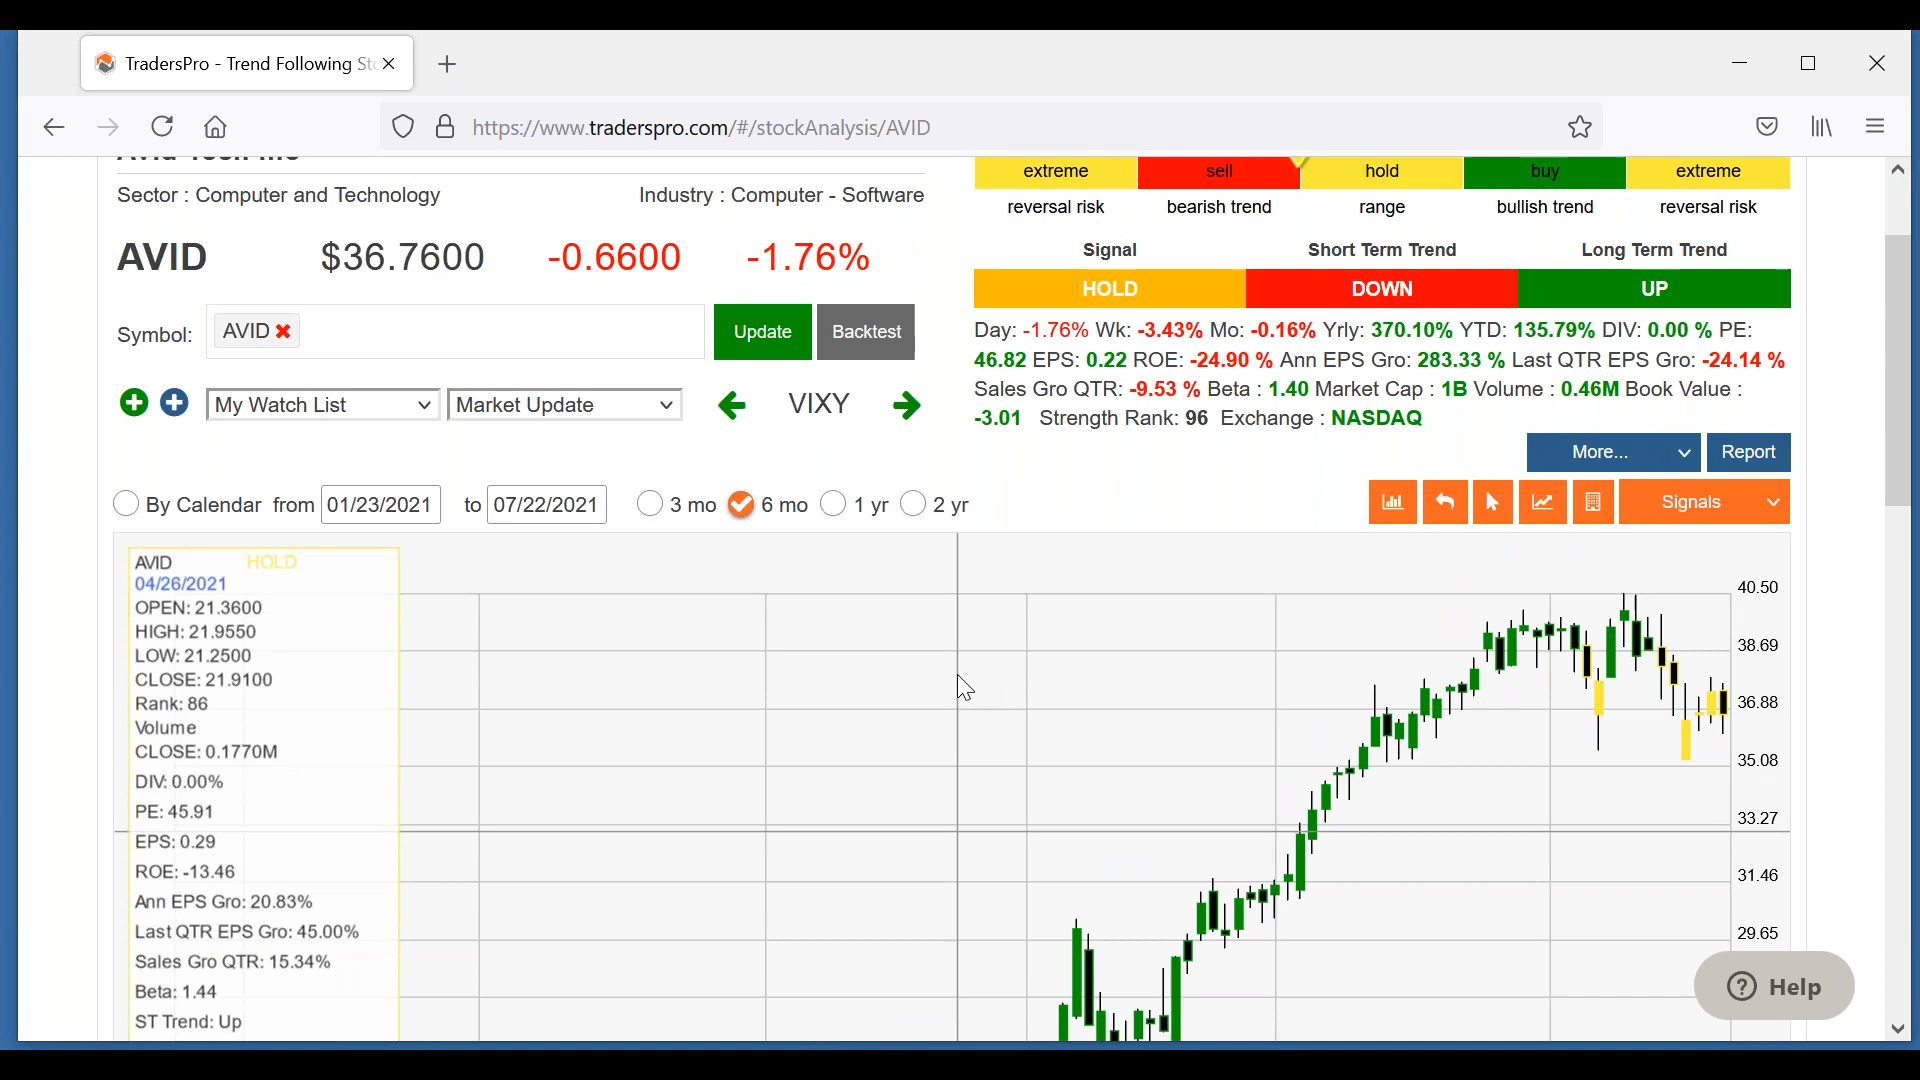 TradersPro - Trend Following Sto
https://www.traderspro.com/#/stockAnalysis/AVID
Avid Tech Inc
Sector : Computer and Technology Industry : Computer - Software
AVID $36.7600 -0.6600 -1.76%
Symbol: AVID Update Backtest
My Watch List Market Update VIXY
extreme sell hold buy extreme
reversal risk bearish trend range bullish trend reversal risk
Signal Short Term Trend Long Term Trend
HOLD DOWN UP
Day: -1.76% Wk: -3.43% Mo: -0.16% Yrly: 370.10% YTD: 135.79% DIV: 0.00 % PE:
46.82 EPS: 0.22 ROE: -24.90 % Ann EPS Gro: 283.33 % Last QTR EPS Gro: -24.14 %
Sales Gro QTR: -9.53 % Beta : 1.40 Market Cap : 1B Volume : 0.46M Book Value :
-3.01 Strength Rank: 96 Exchange : NASDAQ
More... Report
By Calendar from 01/23/2021 to 07/22/2021 3 mo 6 mo 1 yr 2 yr
Signals
AVID HOLD
04/26/2021
OPEN: 21.3600
HIGH: 21.9550
LOW: 21.2500
CLOSE: 21.9100
Rank: 86
Volume
CLOSE: 0.1770M
DIV: 0.00%
PE: 45.91
EPS: 0.29
ROE: -13.46
Ann EPS Gro: 20.83%
Last QTR EPS Gro: 45.00%
Sales Gro QTR: 15.34%
Beta: 1.44
ST Trend: Up
40.50
38.69
36.88
35.08
33.27
31.46
29.65
Help